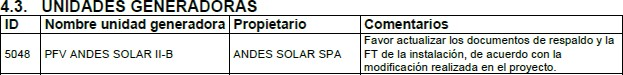 4.3. UNIDADES GENERADORAS
ID Nombre unidad generadora Propietario Comentarios
5048 PFV ANDES SOLAR II-B ANDES SOLAR SPA Favor actualizar los documentos de respaldo y la
FT de la instalación, de acuerdo con la
modificación realizada en el proyecto.